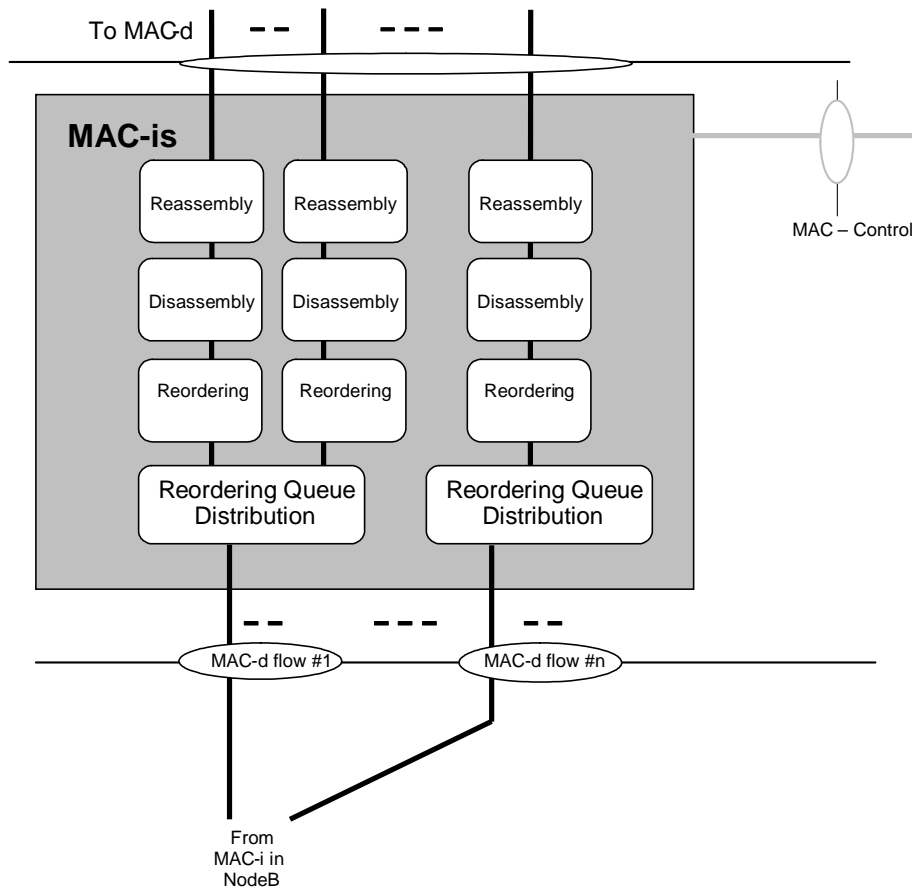 To MAC-d
MAC-is
Reassembly
Reassembly
Reassembly
MAC – Control
Disassembly
Disassembly
Disassembly
Reordering
Reordering
Reordering
Reordering Queue
Distribution
Reordering Queue
Distribution
MAC-d flow #1
MAC-d flow #n
From
MAC-i in
NodeB